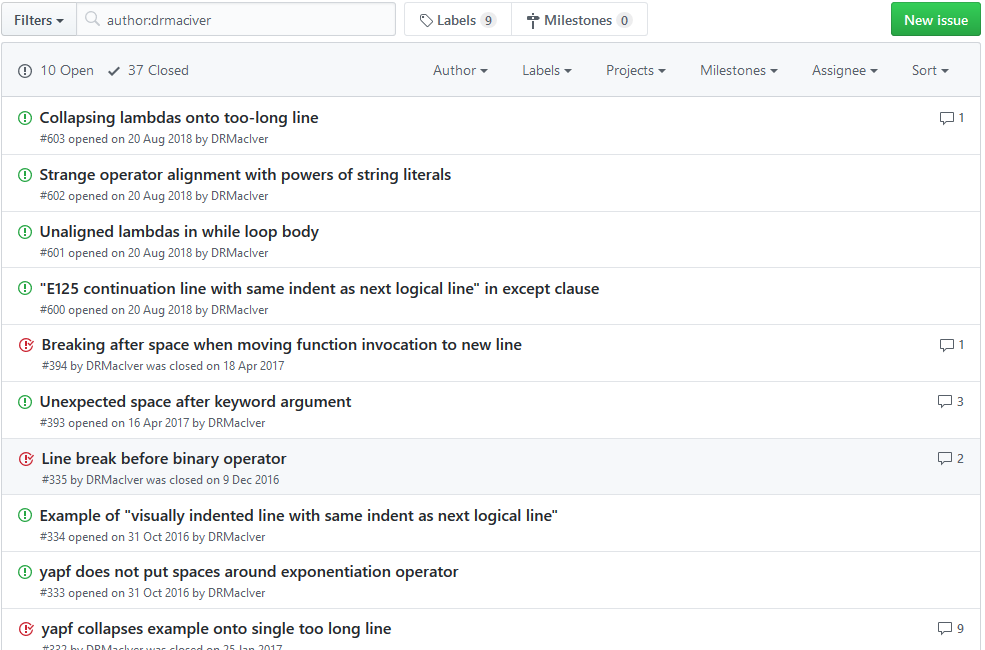 Filters author:drmaciver Labels 9 Milestones 0 New issue
10 Open 37 Closed Author Labels Projects Milestones Assignee Sort
Collapsing lambdas onto too-long line 1
#603 opened on 20 Aug 2018 by DRMacIver
Strange operator alignment with powers of string literals
#602 opened on 20 Aug 2018 by DRMacIver
Unaligned lambdas in while loop body
#601 opened on 20 Aug 2018 by DRMacIver
"E125 continuation line with same indent as next logical line" in except clause
#600 opened on 20 Aug 2018 by DRMacIver
Breaking after space when moving function invocation to new line 1
#394 by DRMacIver was closed on 18 Apr 2017
Unexpected space after keyword argument 3
#393 opened on 16 Apr 2017 by DRMacIver
Line break before binary operator 2
#335 by DRMacIver was closed on 9 Dec 2016
Example of "visually indented line with same indent as next logical line"
#334 opened on 31 Oct 2016 by DRMacIver
yapf does not put spaces around exponentiation operator
#333 opened on 31 Oct 2016 by DRMacIver
yapf collapses example onto single too long line 9
#332 by DRMacIver was closed on 25 Jan 2017